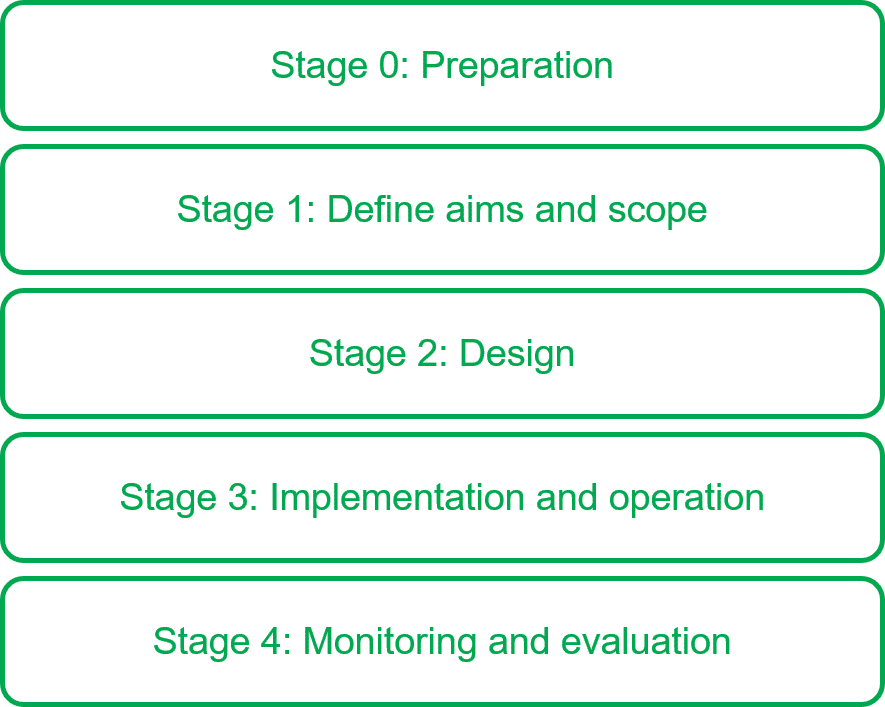 Stage 0: Preparation
Stage 1: Define aims and scope
Stage 2: Design
Stage 3: Implementation and operation
Stage 4: Monitoring and evaluation